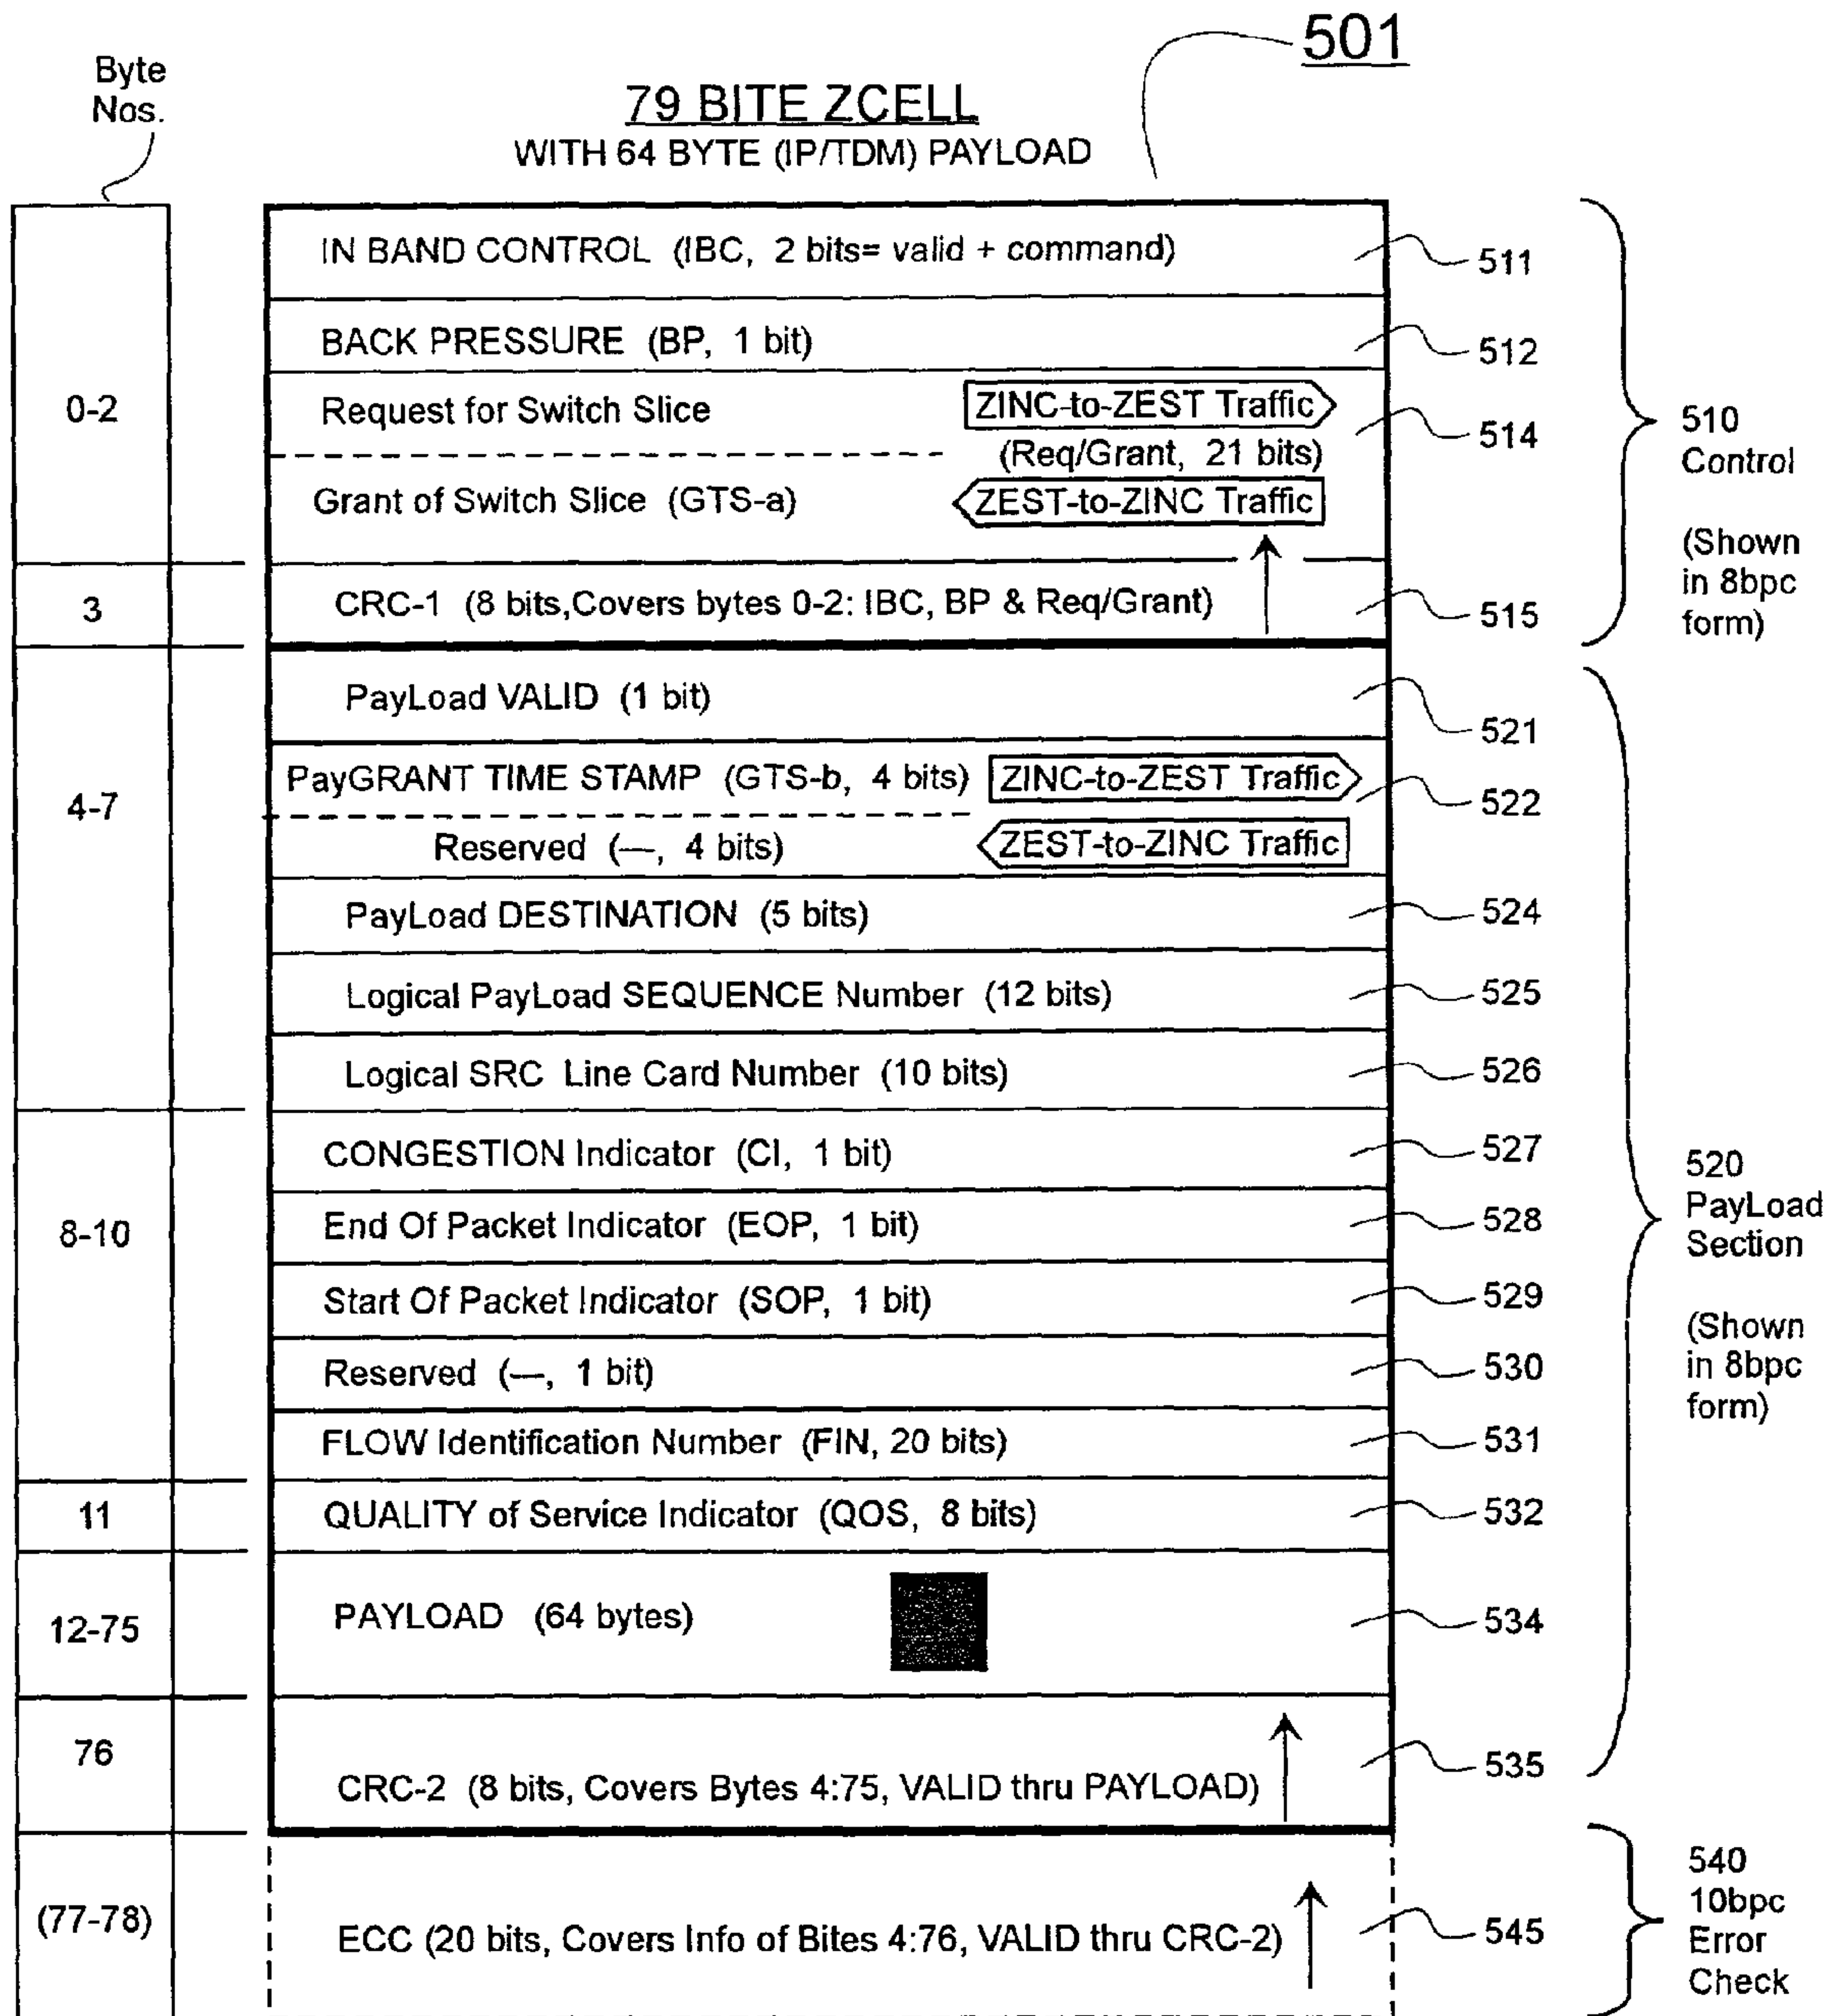 501
Byte
Nos.
79 BITE ZCELL
WITH 64 BYTE (IP/TDM) PAYLOAD
0-2
IN BAND CONTROL (IBC, 2 bits= valid + command)
511
BACK PRESSURE (BP, 1 bit)
512
Request for Switch Slice
ZINC-to-ZEST Traffic
(Req/Grant, 21 bits)
514
Grant of Switch Slice (GTS-a)
ZEST-to-ZINC Traffic
3
CRC-1 (8 bits,Covers bytes 0-2: IBC, BP & Req/Grant)
515
510
Control
(Shown
in 8bpc
form)
4-7
PayLoad VALID (1 bit)
521
PayGRANT TIME STAMP (GTS-b, 4 bits)
ZINC-to-ZEST Traffic
522
Reserved (—, 4 bits)
ZEST-to-ZINC Traffic
PayLoad DESTINATION (5 bits)
524
Logical PayLoad SEQUENCE Number (12 bits)
525
Logical SRC Line Card Number (10 bits)
526
8-10
CONGESTION Indicator (CI, 1 bit)
527
End Of Packet Indicator (EOP, 1 bit)
528
Start Of Packet Indicator (SOP, 1 bit)
529
Reserved (—, 1 bit)
530
FLOW Identification Number (FIN, 20 bits)
531
11
QUALITY of Service Indicator (QOS, 8 bits)
532
12-75
PAYLOAD (64 bytes)
534
76
CRC-2 (8 bits, Covers Bytes 4:75, VALID thru PAYLOAD)
535
520
PayLoad
Section
(Shown
in 8bpc
form)
(77-78)
ECC (20 bits, Covers Info of Bites 4:76, VALID thru CRC-2)
545
540
10bpc
Error
Check